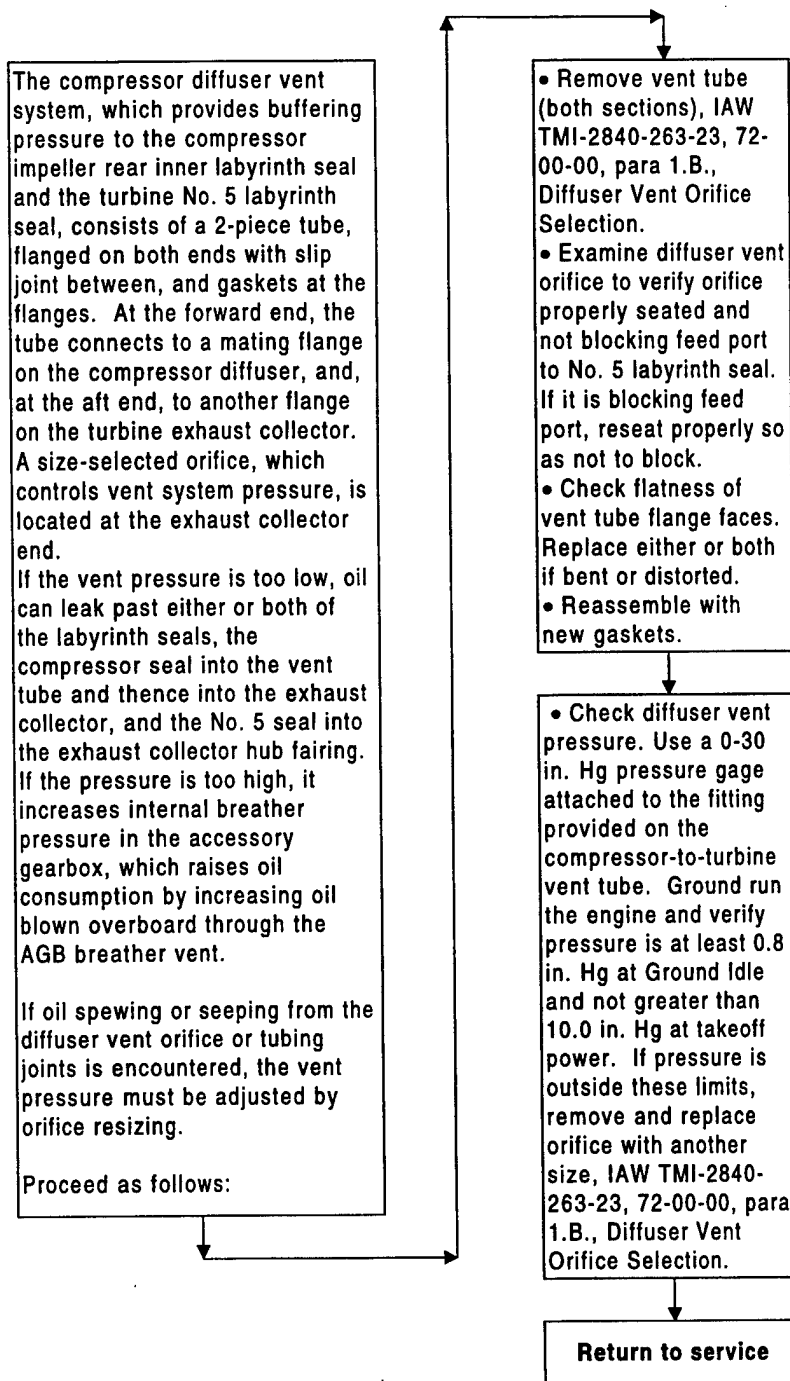 The compressor diffuser vent
system, which provides buffering
pressure to the compressor
impeller rear inner labyrinth seal
and the turbine No. 5 labyrinth
seal, consists of a 2-piece tube,
flanged on both ends with slip
joint between, and gaskets at the
flanges. At the forward end, the
tube connects to a mating flange
on the compressor diffuser, and,
at the aft end, to another flange
on the turbine exhaust collector.
A size-selected orifice, which
controls vent system pressure, is
located at the exhaust collector
end.
If the vent pressure is too low, oil
can leak past either or both of
the labyrinth seals, the
compressor seal into the vent
tube and thence into the exhaust
collector, and the No. 5 seal into
the exhaust collector hub fairing.
If the pressure is too high, it
increases internal breather
pressure in the accessory
gearbox, which raises oil
consumption by increasing oil
blown overboard through the
AGB breather vent.
If oil spewing or seeping from the
diffuser vent orifice or tubing
joints is encountered, the vent
pressure must be adjusted by
orifice resizing.
Proceed as follows:
• Remove vent tube
(both sections), IAW
TMI-2840-263-23, 72-
00-00, para 1.B.,
Diffuser Vent Orifice
Selection.
• Examine diffuser vent
orifice to verify orifice
properly seated and
not blocking feed port
to No. 5 labyrinth seal.
If it is blocking feed
port, reseat properly so
as not to block.
• Check flatness of
vent tube flange faces.
Replace either or both
if bent or distorted.
• Reassemble with
new gaskets.
• Check diffuser vent
pressure. Use a 0-30
in. Hg pressure gage
attached to the fitting
provided on the
compressor-to-turbine
vent tube. Ground run
the engine and verify
pressure is at least 0.8
in. Hg at Ground Idle
and not greater than
10.0 in. Hg at takeoff
power. If pressure is
outside these limits,
remove and replace
orifice with another
size, IAW TMI-2840-
263-23, 72-00-00, para
1.B., Diffuser Vent
Orifice Selection.
Return to service